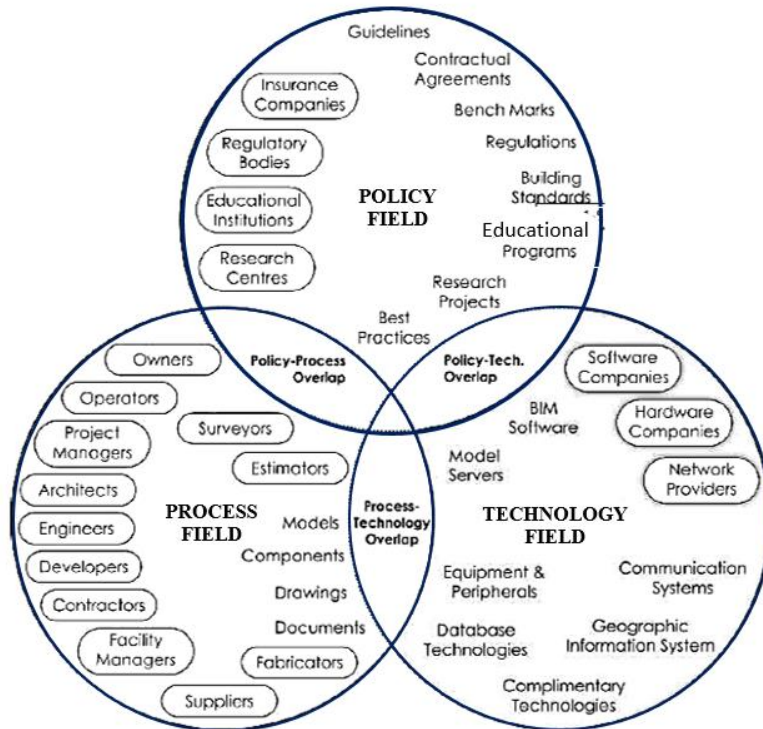 Guidelines
Contractual
Agreements
Insurance
Companies
Bench Marks
Regulatory
Bodies
Regulations
Building
Standards
POLICY
FIELD
Educational
Institutions
Educational
Programs
Research
Centres
Research
Projects
Best
Practices
Policy-Process
Overlap
Policy-Tech.
Overlap
Owners
Operators
Project
Managers
Surveyors
Estimators
Architects
Engineers
PROCESS
FIELD
Models
Components
Developers
Drawings
Contractors
Documents
Facility
Managers
Fabricators
Suppliers
Process-
Technology
Overlap
Software
Companies
BIM
Software
Hardware
Companies
Model
Servers
Network
Providers
TECHNOLOGY
FIELD
Equipment &
Peripherals
Communication
Systems
Database
Technologies
Geographic
Information System
Complimentary
Technologies